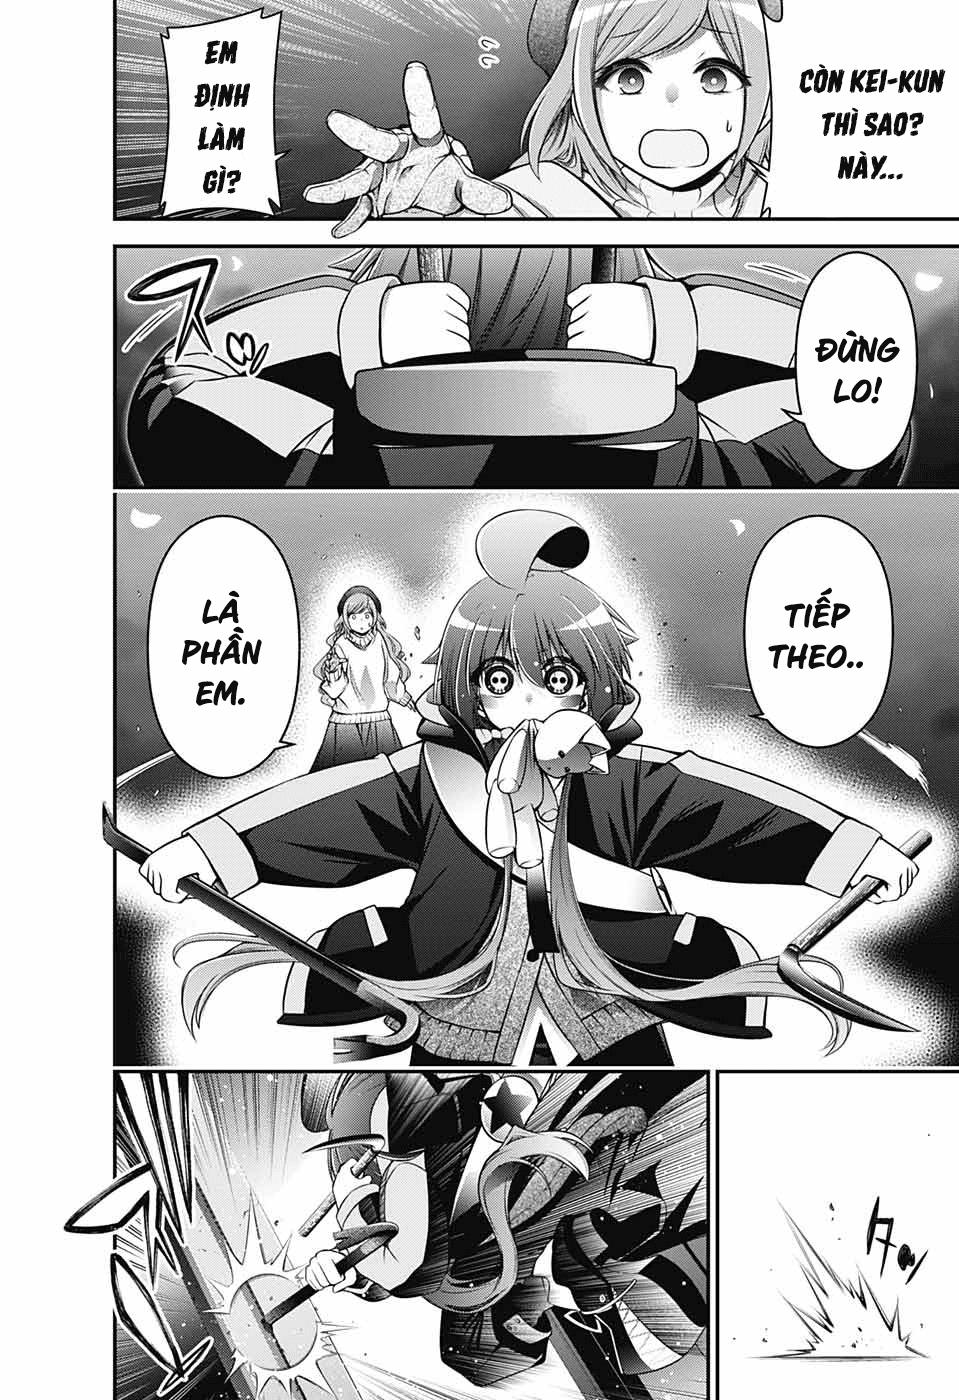 CÒN KEI-KUN
THÌ SAO?
NÀY...
EM
ĐỊNH
LÀM
GÌ?
ĐỪNG
LO!
TIẾP
THEO..
LÀ
PHẦN
EM.